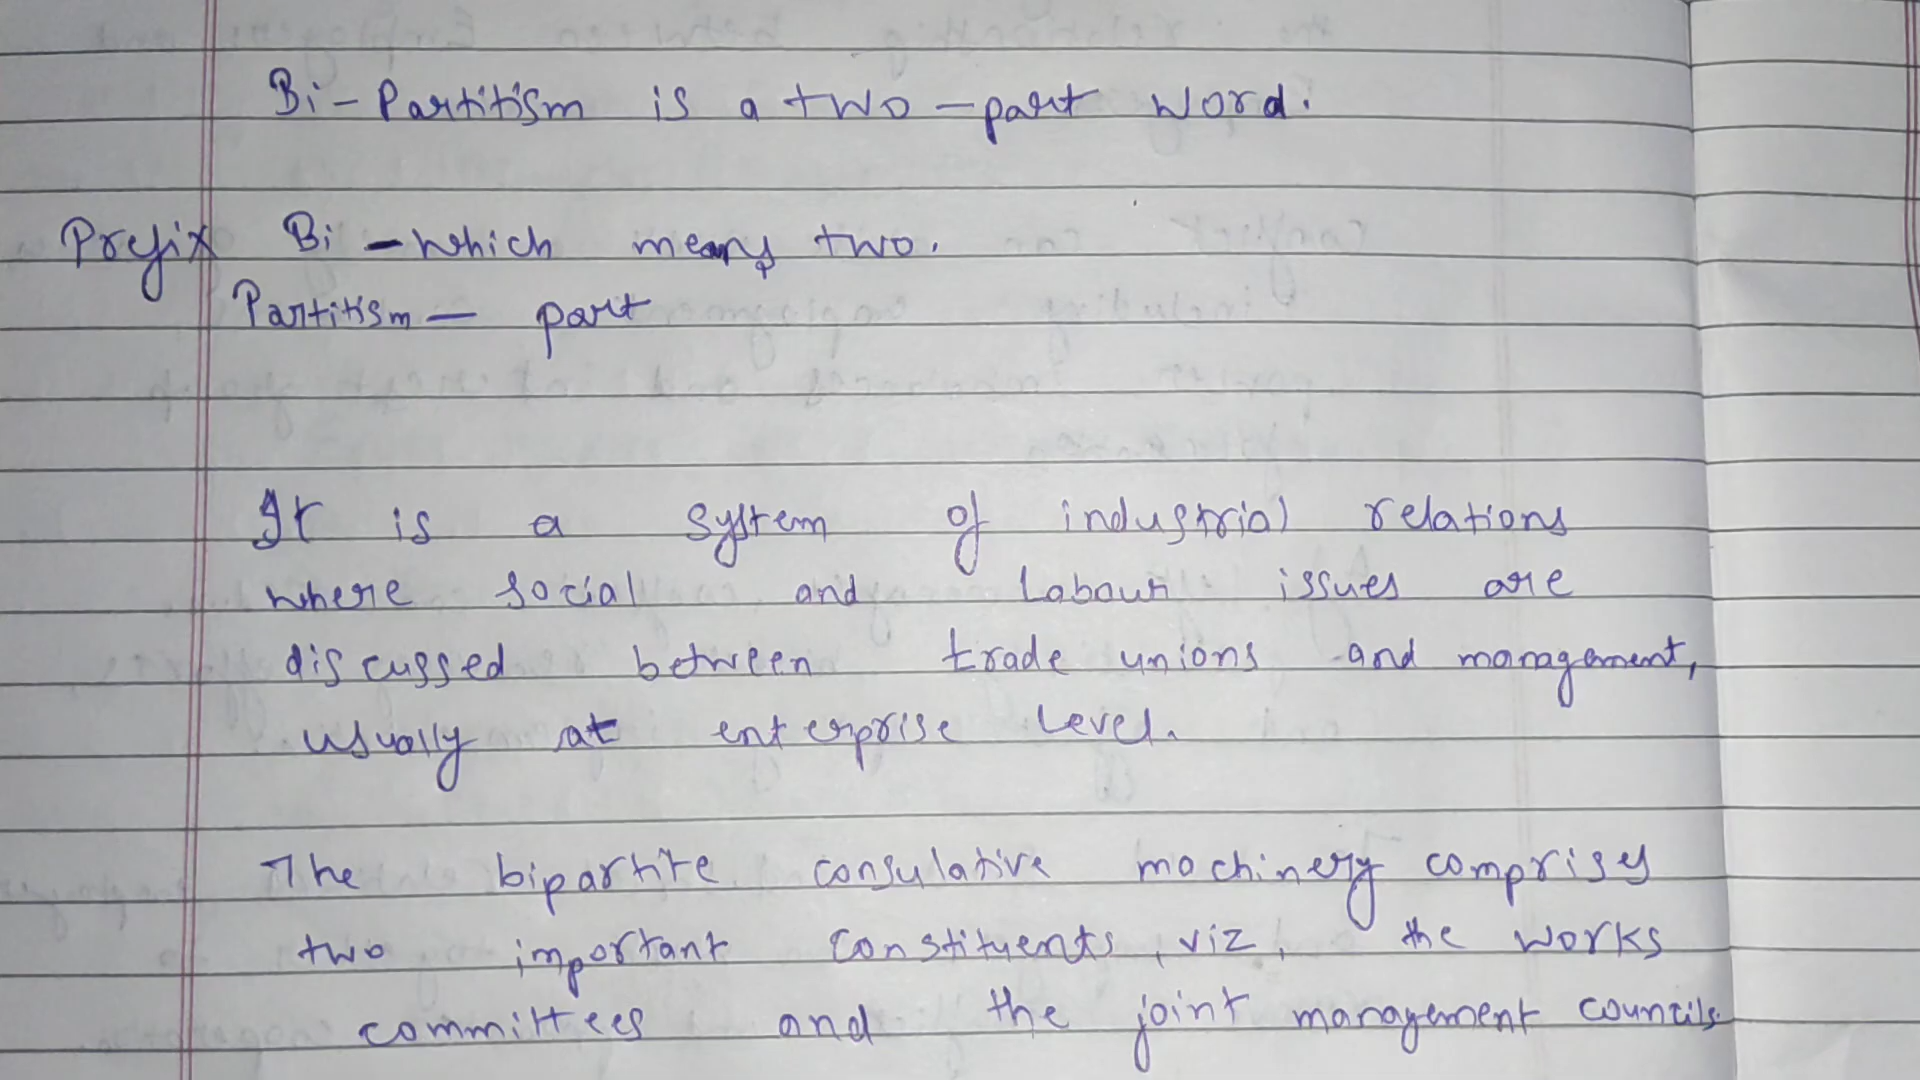 Bi-Partitism is a two-part word.
Prefix Bi - which means two.
Partitism - part
It is a system of industrial relations
where social and labour issues are
discussed between trade unions and management,
usually at enterprise level.
The bipartite consulative machinery comprises
two important constituents, viz, the works
committees and the joint management councils.